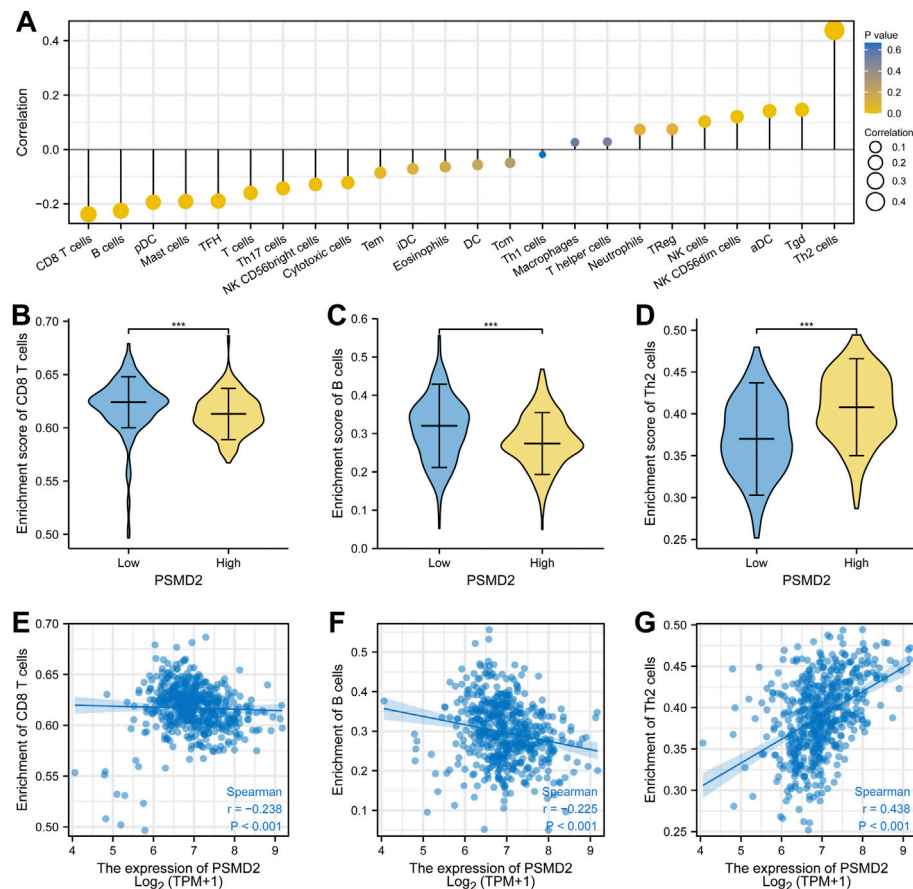 A
Correlation
0.4
0.2
0.0
−0.2
CD8 T cells
B cells
pDC
Mast cells
TFH
T cells
Th17 cells
NK CD56bright cells
Cytotoxic cells
Tem
iDC
Eosinophils
DC
Tcm
Th1 cells
Macrophages
T helper cells
Neutrophils
TReg
NK cells
NK CD56dim cells
aDC
Tgd
Th2 cells
P value
0.6
0.4
0.2
0.0
Correlation
0.1
0.2
0.3
0.4
B
Enrichment score of CD8 T cells
0.70
0.65
0.60
0.55
0.50
***
Low
High
PSMD2
C
Enrichment score of B cells
0.6
0.5
0.4
0.3
0.2
0.1
0.0
***
Low
High
PSMD2
D
Enrichment score of Th2 cells
0.50
0.45
0.40
0.35
0.30
0.25
***
Low
High
PSMD2
E
Enrichment of CD8 T cells
0.70
0.65
0.60
0.55
0.50
Spearman
r = −0.238
P < 0.001
4 5 6 7 8 9
The expression of PSMD2
Log₂ (TPM+1)
F
Enrichment of B cells
0.5
0.4
0.3
0.2
0.1
Spearman
r = −0.225
P < 0.001
4 5 6 7 8 9
The expression of PSMD2
Log₂ (TPM+1)
G
Enrichment of Th2 cells
0.50
0.45
0.40
0.35
0.30
0.25
Spearman
r = 0.438
P < 0.001
4 5 6 7 8 9
The expression of PSMD2
Log₂ (TPM+1)